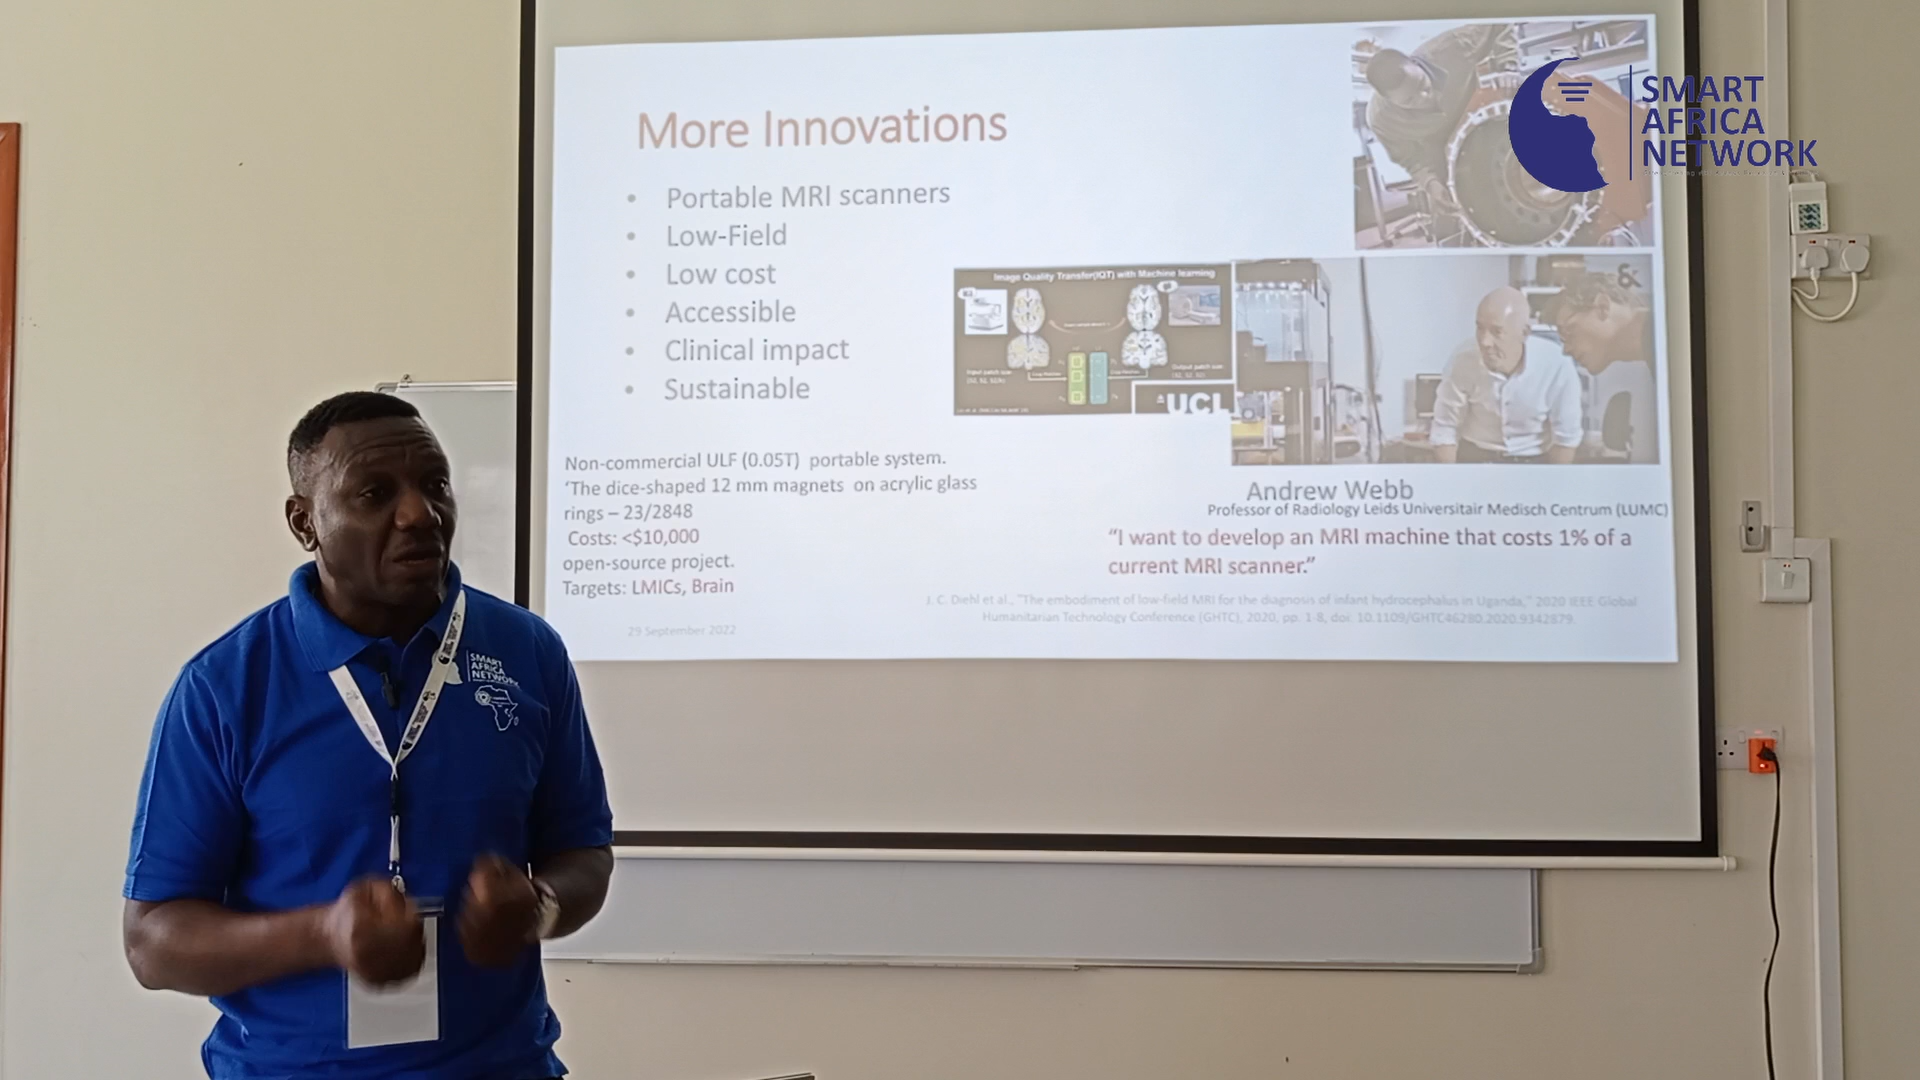 SMART
AFRICA
NETWORK
More Innovations
• Portable MRI scanners
• Low-Field
• Low cost
• Accessible
• Clinical impact
• Sustainable
Image Quality Transfer(IQT) with Machine learning
Input patch size
Output patch size
UCL
&
Non-commercial ULF (0.05T) portable system.
‘The dice-shaped 12 mm magnets on acrylic glass
rings – 23/2848
Costs: <$10,000
open-source project.
Targets: LMICs, Brain
Andrew Webb
Professor of Radiology Leids Universitair Medisch Centrum (LUMC)
“I want to develop an MRI machine that costs 1% of a
current MRI scanner.”
J. C. Diehl et al., "The embodiment of low-field MRI for the diagnosis of infant hydrocephalus in Uganda," 2020 IEEE Global
Humanitarian Technology Conference (GHTC), 2020, pp. 1-8, doi: 10.1109/GHTC46280.2020.9342879.
29 September 2022
SMART
AFRICA
NETWORK